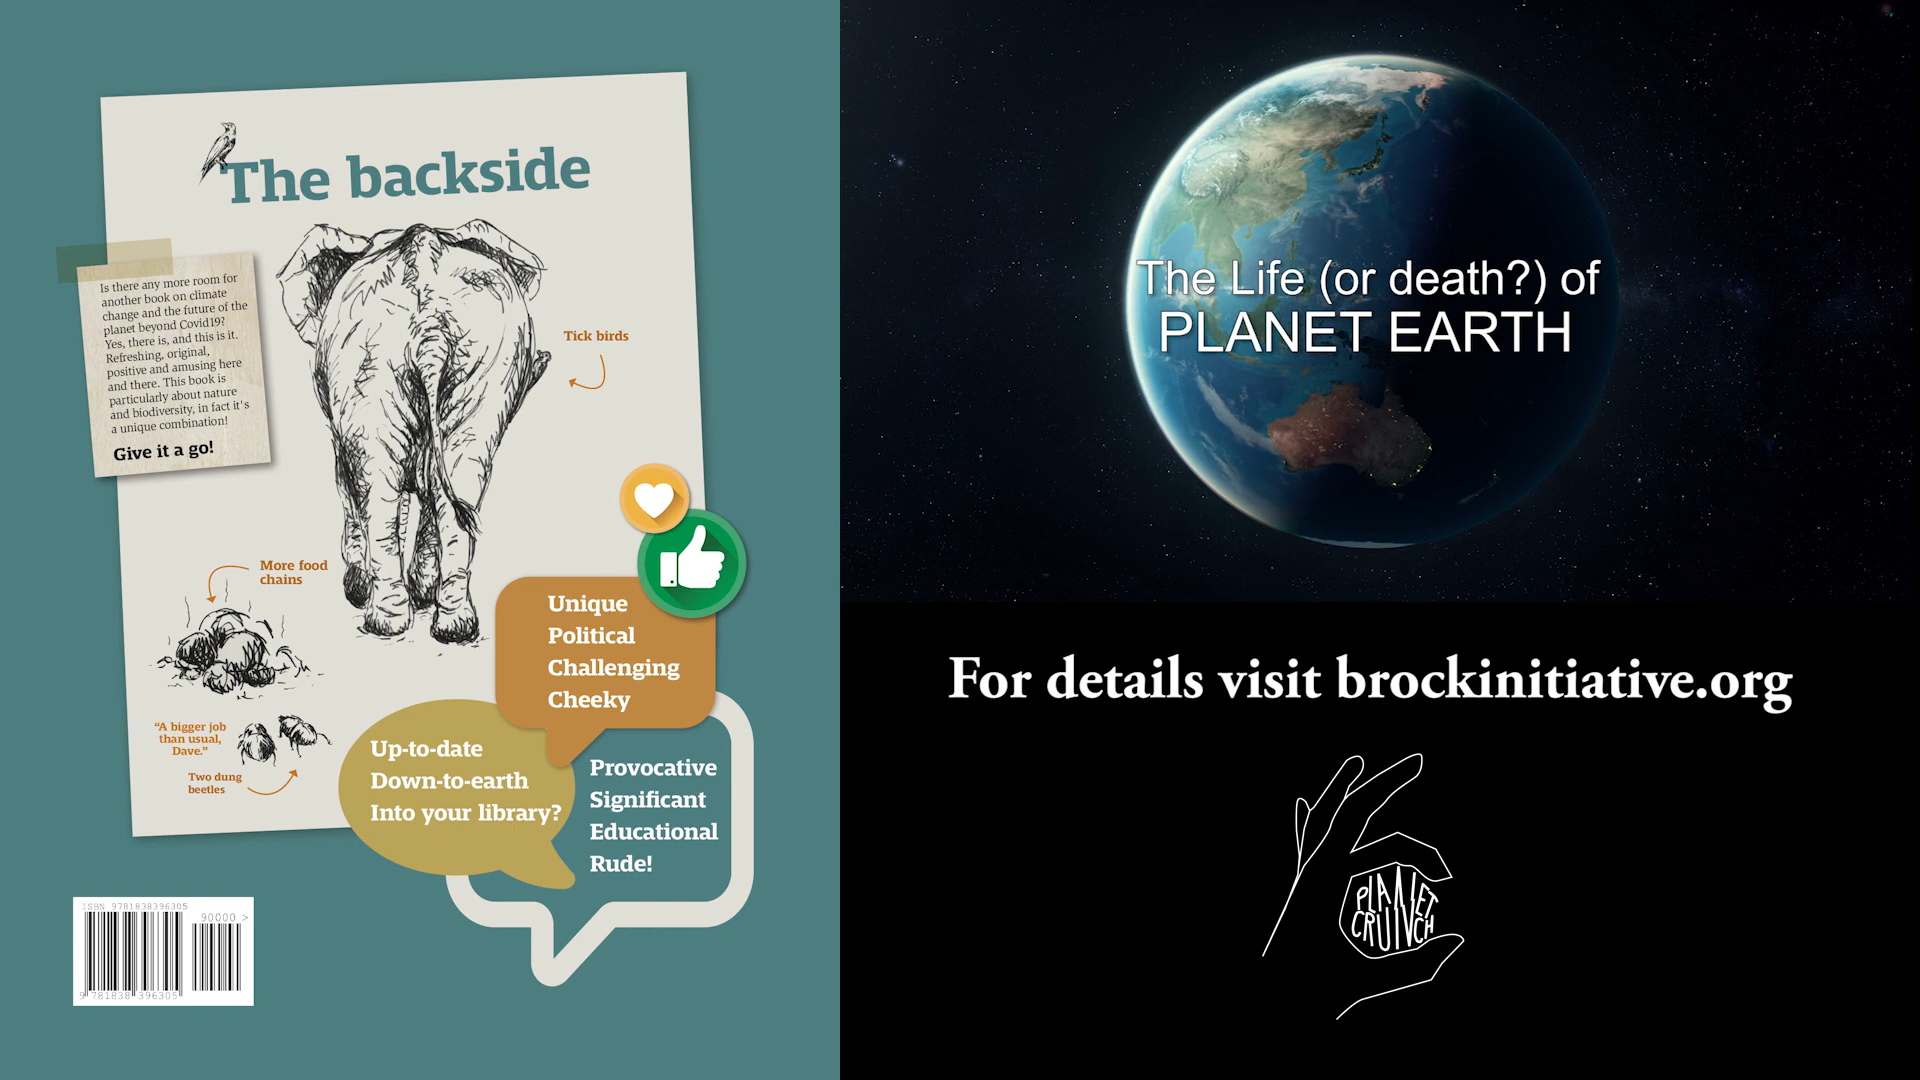 The backside
Is there any more room for
another book on climate
change and the future of the
planet beyond Covid19?
Yes, there is, and this is it.
Refreshing, original,
positive and amusing here
and there. This book is
particularly about nature
and biodiversity, in fact it's
a unique combination!
Give it a go!
Tick birds
More food
chains
"A bigger job
than usual,
Dave."
Two dung
beetles
Unique
Political
Challenging
Cheeky
Up-to-date
Down-to-earth
Into your library?
Provocative
Significant
Educational
Rude!
ISBN 9781838396305
90000 >
9 781838 396305
The Life (or death?) of
PLANET EARTH
For details visit brockinitiative.org
PLANET
CRUNCH